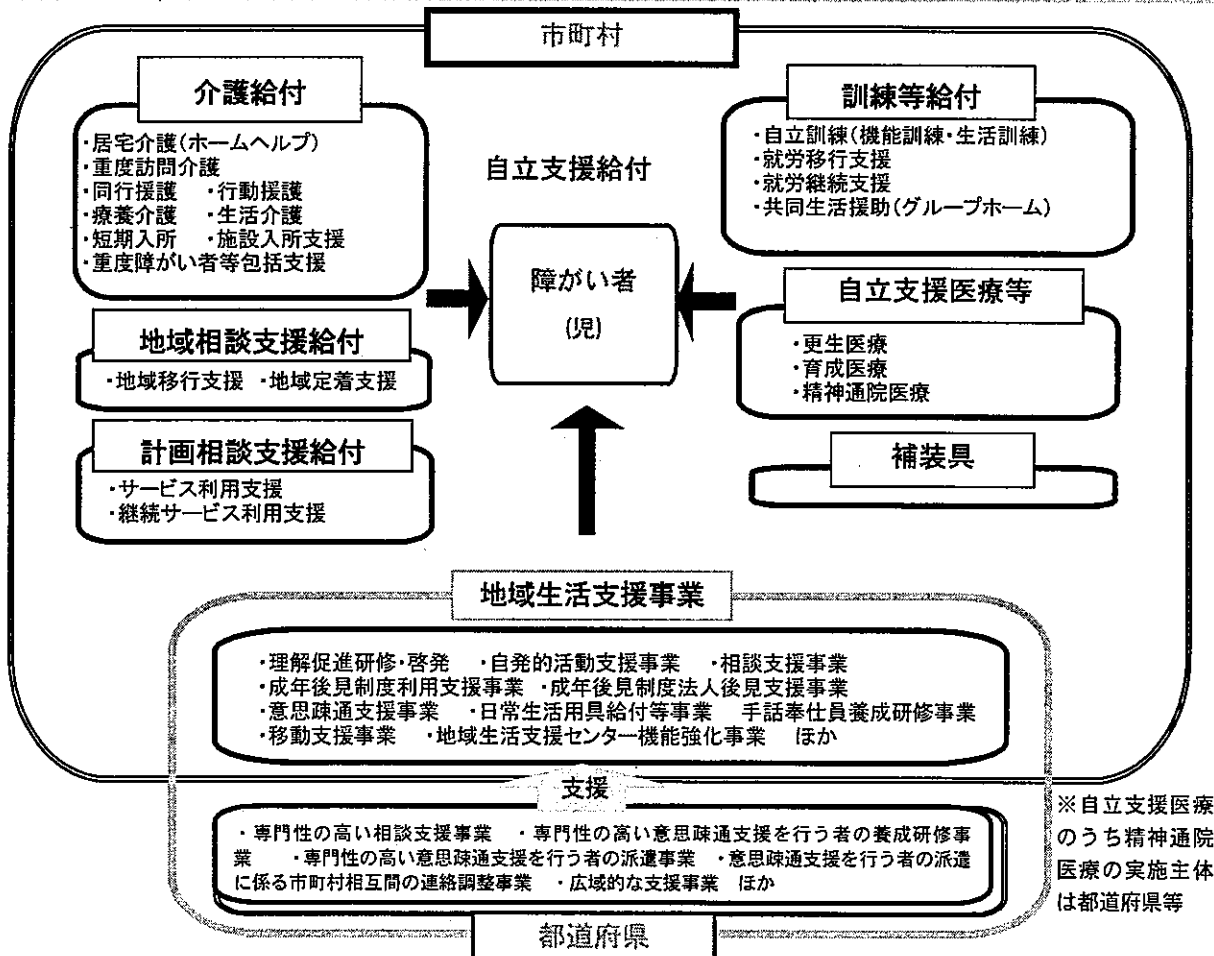 市町村
介護給付
・居宅介護(ホームヘルプ)
・重度訪問介護
・同行援護 ・行動援護
・療養介護 ・生活介護
・短期入所 ・施設入所支援
・重度障がい者等包括支援
地域相談支援給付
・地域移行支援 ・地域定着支援
計画相談支援給付
・サービス利用支援
・継続サービス利用支援
自立支援給付
障がい者
(児)
訓練等給付
・自立訓練(機能訓練・生活訓練)
・就労移行支援
・就労継続支援
・共同生活援助(グループホーム)
自立支援医療等
・更生医療
・育成医療
・精神通院医療
補装具
地域生活支援事業
・理解促進研修・啓発 ・自発的活動支援事業 ・相談支援事業
・成年後見制度利用支援事業 ・成年後見制度法人後見支援事業
・意思疎通支援事業 ・日常生活用具給付等事業 手話奉仕員養成研修事業
・移動支援事業 ・地域生活支援センター機能強化事業 ほか
支援
・専門性の高い相談支援事業 ・専門性の高い意思疎通支援を行う者の養成研修事
業 ・専門性の高い意思疎通支援を行う者の派遣事業 ・意思疎通支援を行う者の派遣
に係る市町村相互間の連絡調整事業 ・広域的な支援事業 ほか
都道府県
※自立支援医療
のうち精神通院
医療の実施主体
は都道府県等